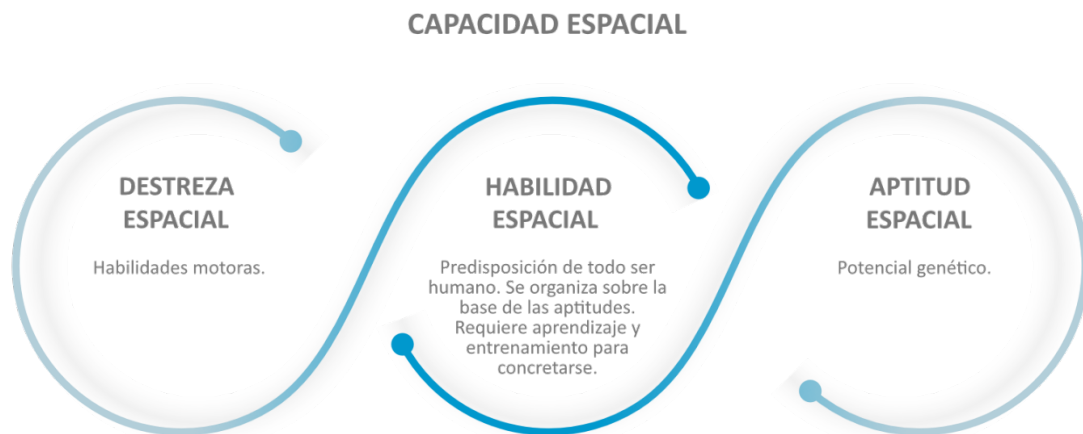 CAPACIDAD ESPACIAL
DESTREZA
ESPACIAL
Habilidades motoras.
HABILIDAD
ESPACIAL
Predisposición de todo ser
humano. Se organiza sobre la
base de las aptitudes.
Requiere aprendizaje y
entrenamiento para
concretarse.
APTITUD
ESPACIAL
Potencial genético.